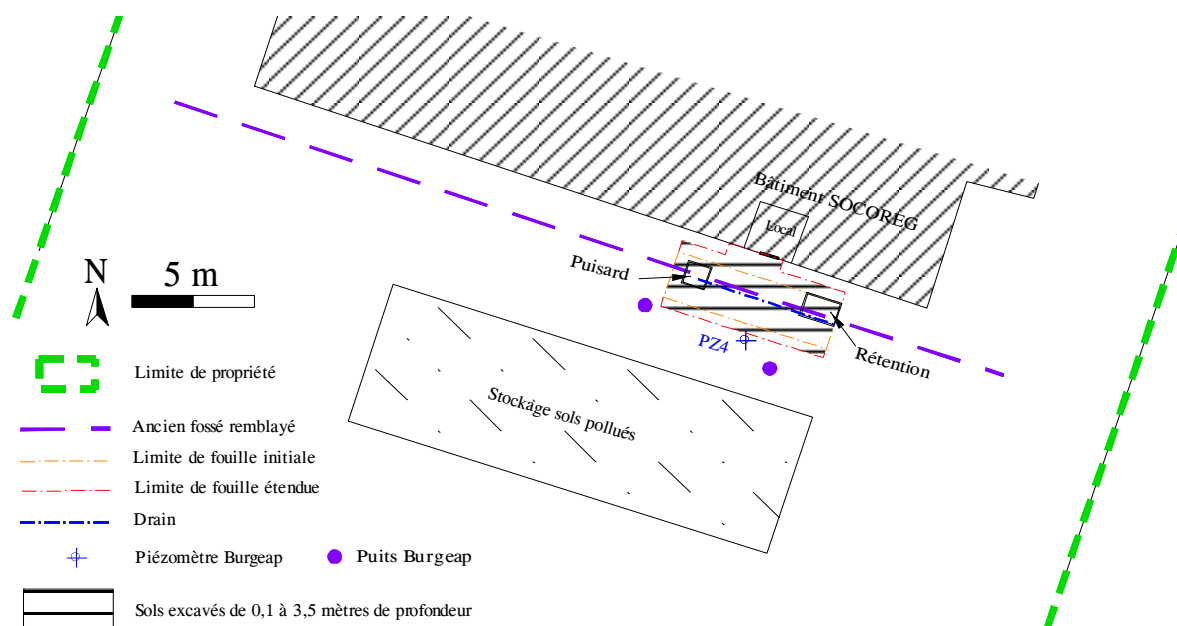 Bâtiment SOCOREG
Local
Puisard
N
5 m
PZ4
Rétention
Limite de propriété
Stockage sols pollués
Ancien fossé remblayé
Limite de fouille initiale
Limite de fouille étendue
Drain
Piézomètre Burgeap
Puits Burgeap
Sols excavés de 0,1 à 3,5 mètres de profondeur